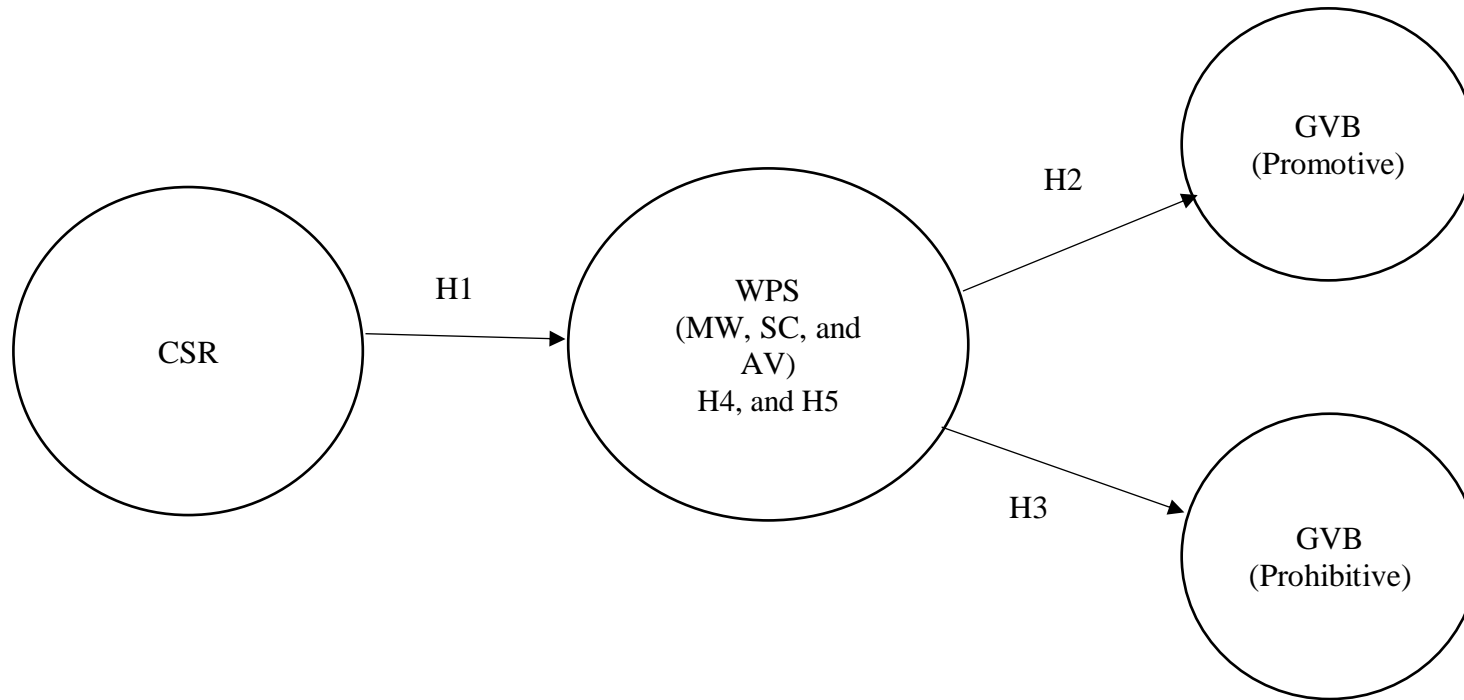 CSR
H1
WPS
(MW, SC, and
AV)
H4, and H5
H2
GVB
(Promotive)
H3
GVB
(Prohibitive)